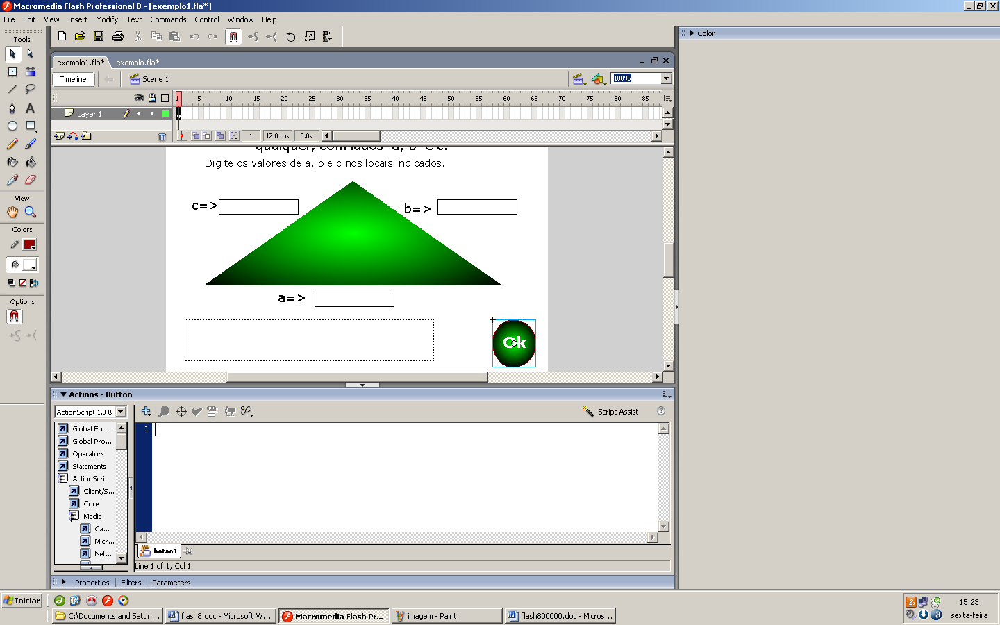 Macromedia Flash Professional 8 - [exemplo1.fla*]
File Edit View Insert Modify Text Commands Control Window Help
Tools
View
Colors
Options
exemplo1.fla* exemplo.fla*
Timeline Scene 1 100%
1 5 10 15 20 25 30 35 40 45 50 55 60 65 70 75 80 85
Layer 1
1 12.0 fps 0.0s
qualquer, com lados a, b e c.
Digite os valores de a, b e c nos locais indicados.
c=>
b=>
a=>
Ok
Color
Actions - Button
ActionScript 1.0 &
Script Assist
Global Fun...
Global Pro...
Operators
Statements
ActionScri...
Client/S...
Core
Media
Ca...
Micr...
Net...
1
botao1
Line 1 of 1, Col 1
Properties Filters Parameters
Iniciar
C:\Documents and Settin...
flash8.doc - Microsoft W...
Macromedia Flash Pr...
imagem - Paint
flash800000.doc - Micros...
15:23
sexta-feira